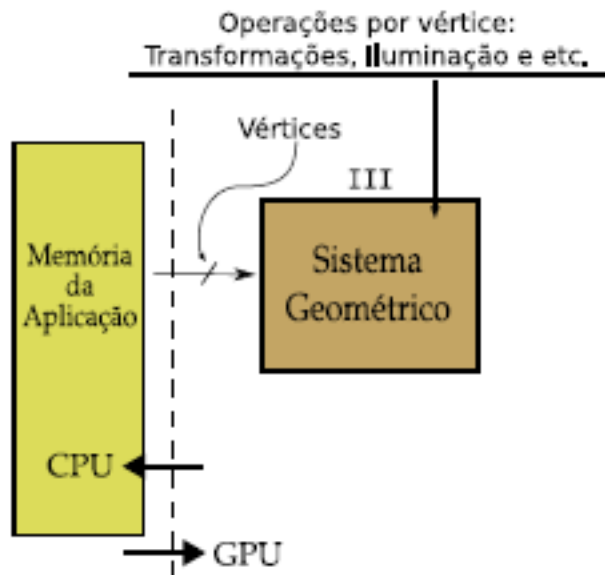 Operações por vértice:
Transformações, Iluminação e etc.
Vértices
III
Memória
da
Aplicação
Sistema
Geométrico
CPU
GPU